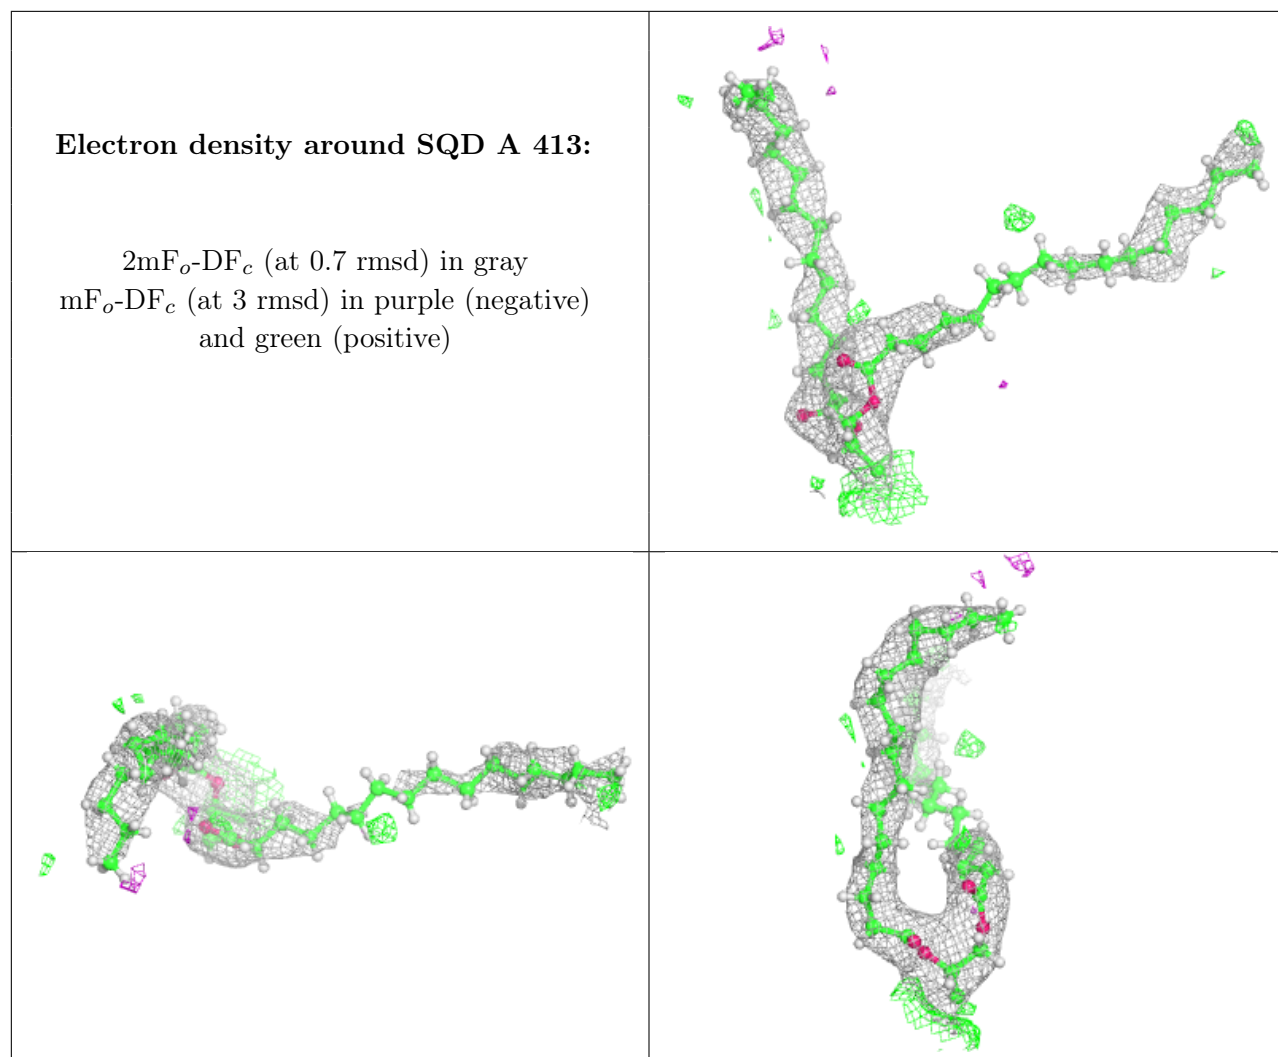 Electron density around SQD A 413:
2mFₒ-DF𝒸 (at 0.7 rmsd) in gray
mFₒ-DF𝒸 (at 3 rmsd) in purple (negative)
and green (positive)